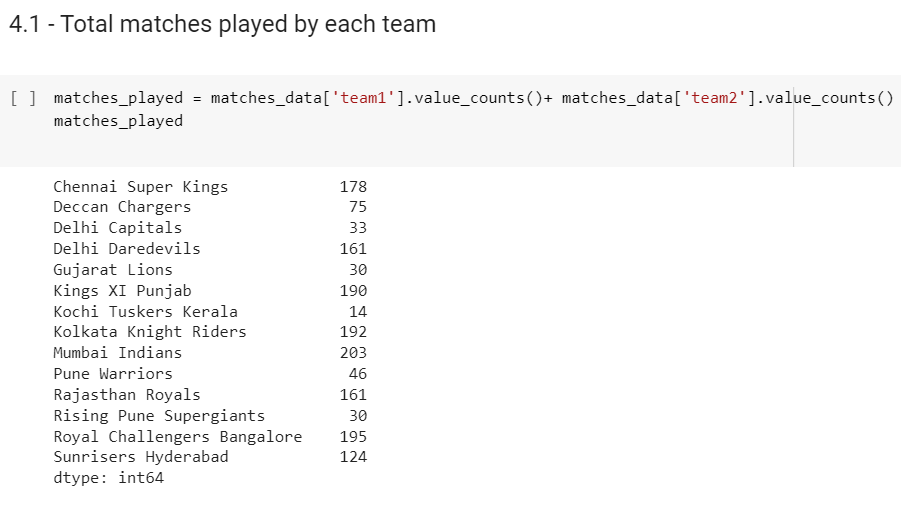 4.1 - Total matches played by each team
[ ] matches_played = matches_data['team1'].value_counts()+ matches_data['team2'].value_counts()
matches_played
Chennai Super Kings 178
Deccan Chargers 75
Delhi Capitals 33
Delhi Daredevils 161
Gujarat Lions 30
Kings XI Punjab 190
Kochi Tuskers Kerala 14
Kolkata Knight Riders 192
Mumbai Indians 203
Pune Warriors 46
Rajasthan Royals 161
Rising Pune Supergiants 30
Royal Challengers Bangalore 195
Sunrisers Hyderabad 124
dtype: int64